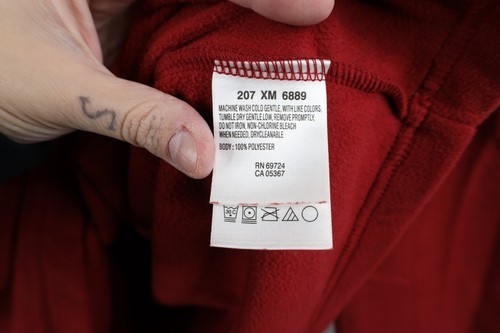 207 XM 6889
MACHINE WASH COLD GENTLE, WITH LIKE COLORS,
TUMBLE DRY GENTLE LOW, REMOVE PROMPTLY,
DO NOT IRON, NON-CHLORINE BLEACH
WHEN NEEDED, DRYCLEANABLE
BODY : 100% POLYESTER
RN 69724
CA 05367